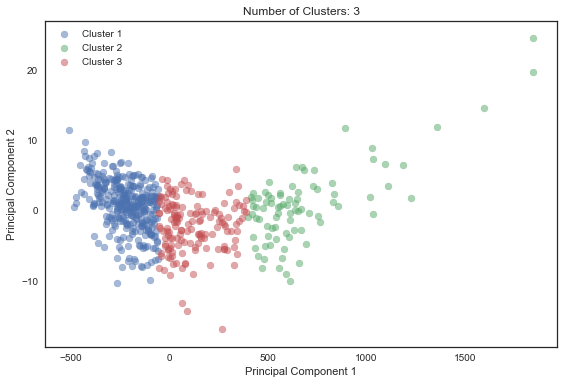 Number of Clusters: 3
Cluster 1
Cluster 2
Cluster 3
20
10
0
−10
Principal Component 2
−500
0
500
1000
1500
Principal Component 1